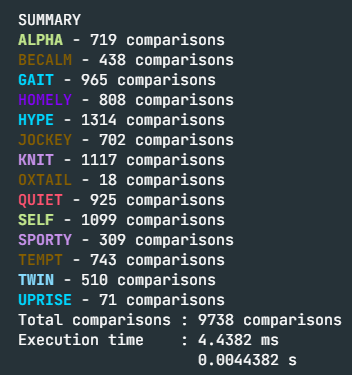 SUMMARY
ALPHA - 719 comparisons
BECALM - 438 comparisons
GAIT - 965 comparisons
HOMELY - 808 comparisons
HYPE - 1314 comparisons
JOCKEY - 702 comparisons
KNIT - 1117 comparisons
OXTAIL - 18 comparisons
QUIET - 925 comparisons
SELF - 1099 comparisons
SPORTY - 309 comparisons
TEMPT - 743 comparisons
TWIN - 510 comparisons
UPRISE - 71 comparisons
Total comparisons : 9738 comparisons
Execution time : 4.4382 ms
0.0044382 s